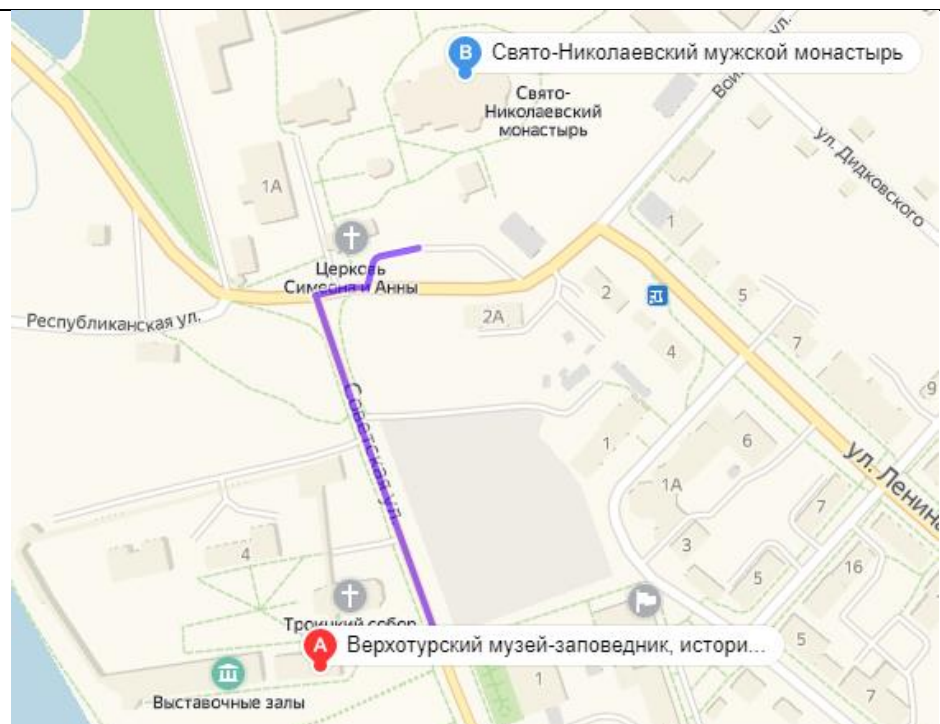 B Свято-Николаевский мужской монастырь
Свято-
Николаевский
монастырь
ул.
ул. Дидковского
1А
1
Церковь
Симеона и Анны
2
5
Республиканская ул.
2А
4
7
9
Советская ул.
1
6
ул. Ленина
1А
7
4
3
5
16
Троицкий собор
A Верхотурский музей-заповедник, истори...
5
1
7
Выставочные залы